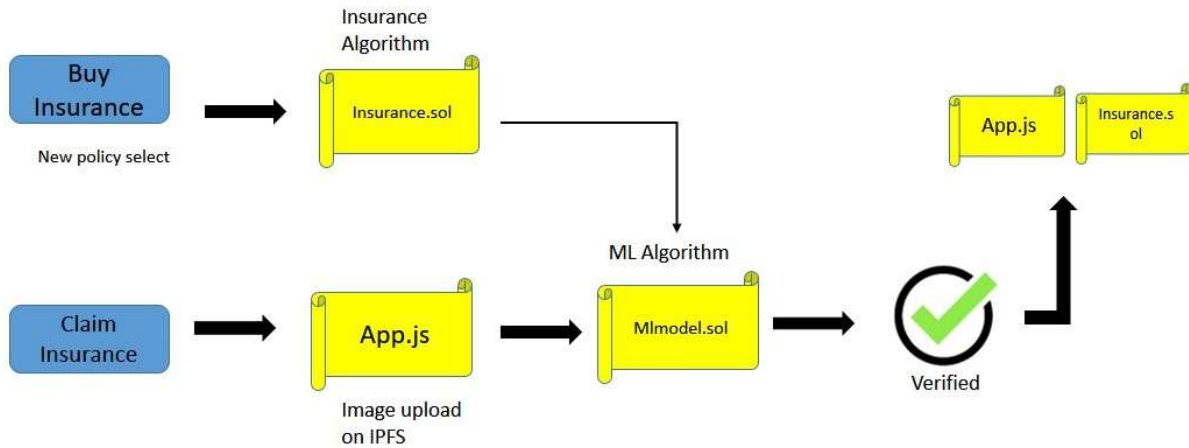 Insurance
Algorithm
Buy
Insurance
Insurance.sol
App.js
Insurance.s
ol
New policy select
ML Algorithm
Claim
Insurance
App.js
Mlmodel.sol
Verified
Image upload
on IPFS